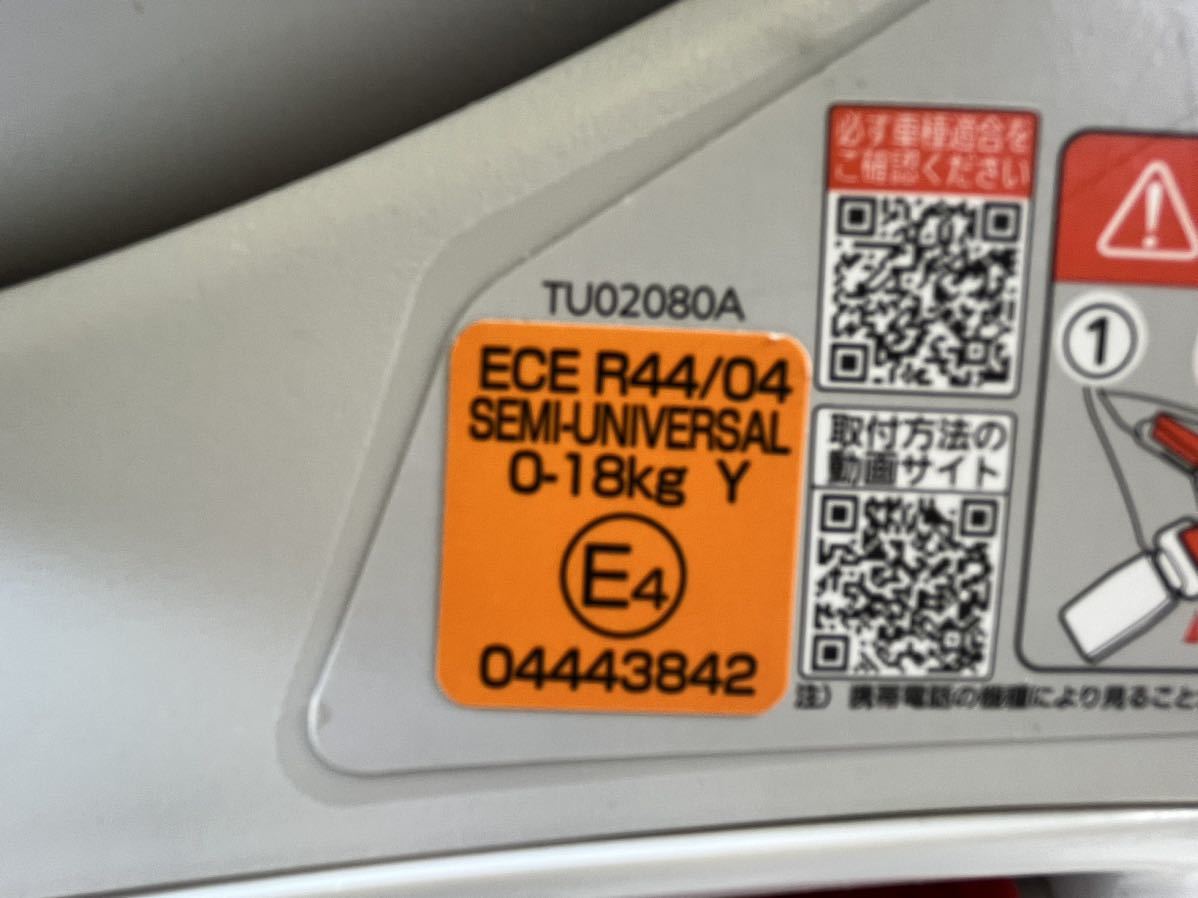 必ず車種適合を
ご確認ください
TU02080A
ECE R44/04
SEMI-UNIVERSAL
0-18kg Y
E4
04443842
取付方法の
動画サイト
1
注）携帯電話の機種により見ること